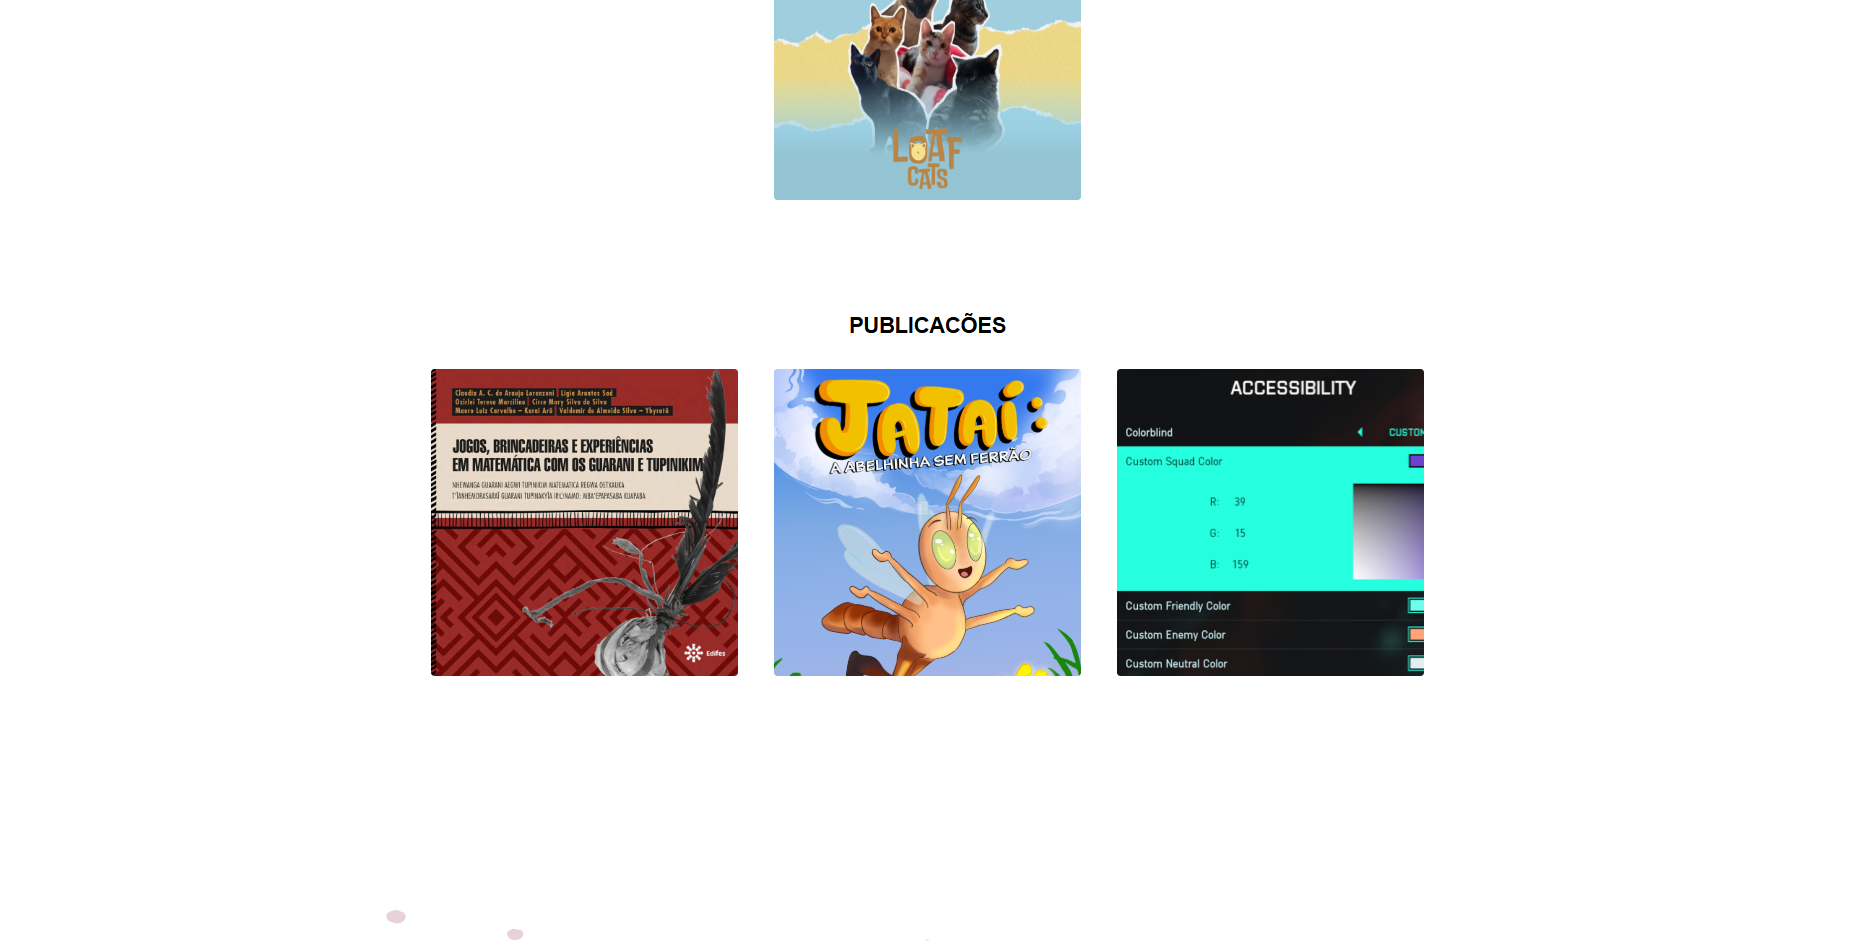 LOAF
CATS
PUBLICACÕES
Claudia A. C. de Araujo Lorenzoni | Ligia Arantes Sad
Ozirlei Teresa Marcilino | Circe Mary Silva da Silva
Mauro Luiz Carvalho – Karaí Arã | Valdemir de Almeida Silva – Ybyratã
JOGOS, BRINCADEIRAS E EXPERIÊNCIAS
EM MATEMÁTICA COM OS GUARANI E TUPINIKIM
Edifes
JATAÍ:
A ABELHINHA SEM FERRÃO
ACCESSIBILITY
Colorblind
CUSTOM
Custom Squad Color
R: 39
G: 15
B: 159
Custom Friendly Color
Custom Enemy Color
Custom Neutral Color